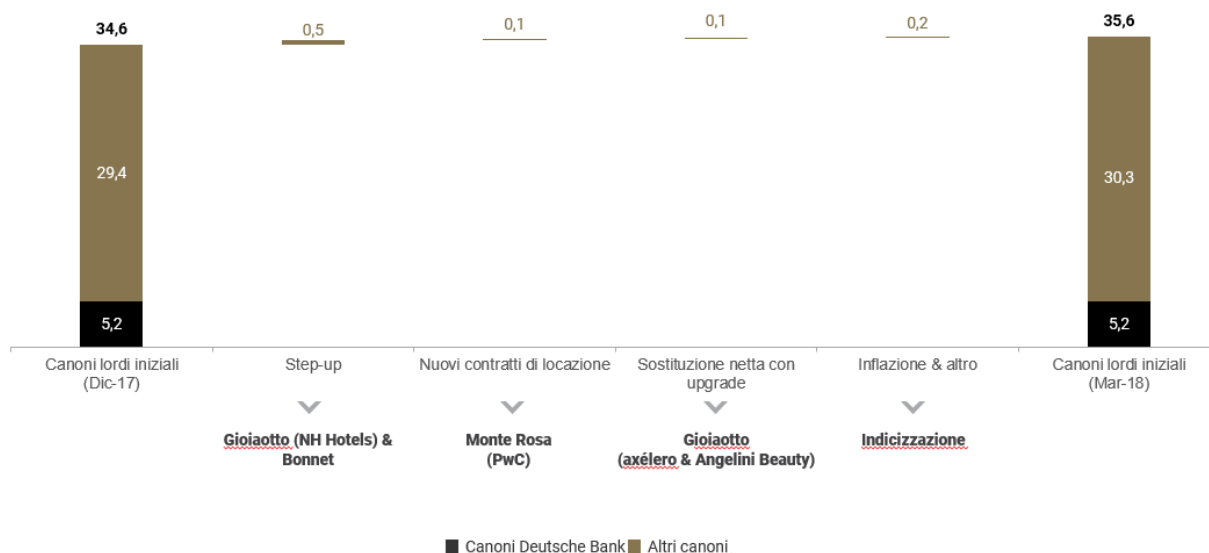 34,6
0,5
0,1
0,1
0,2
35,6
29,4
30,3
5,2
5,2
Canoni lordi iniziali
(Dic-17)
Step-up
Nuovi contratti di locazione
Sostituzione netta con
upgrade
Inflazione & altro
Canoni lordi iniziali
(Mar-18)
Gioiaotto (NH Hotels) &
Bonnet
Monte Rosa
(PwC)
Gioiaotto
(axélero & Angelini Beauty)
Indicizzazione
Canoni Deutsche Bank
Altri canoni